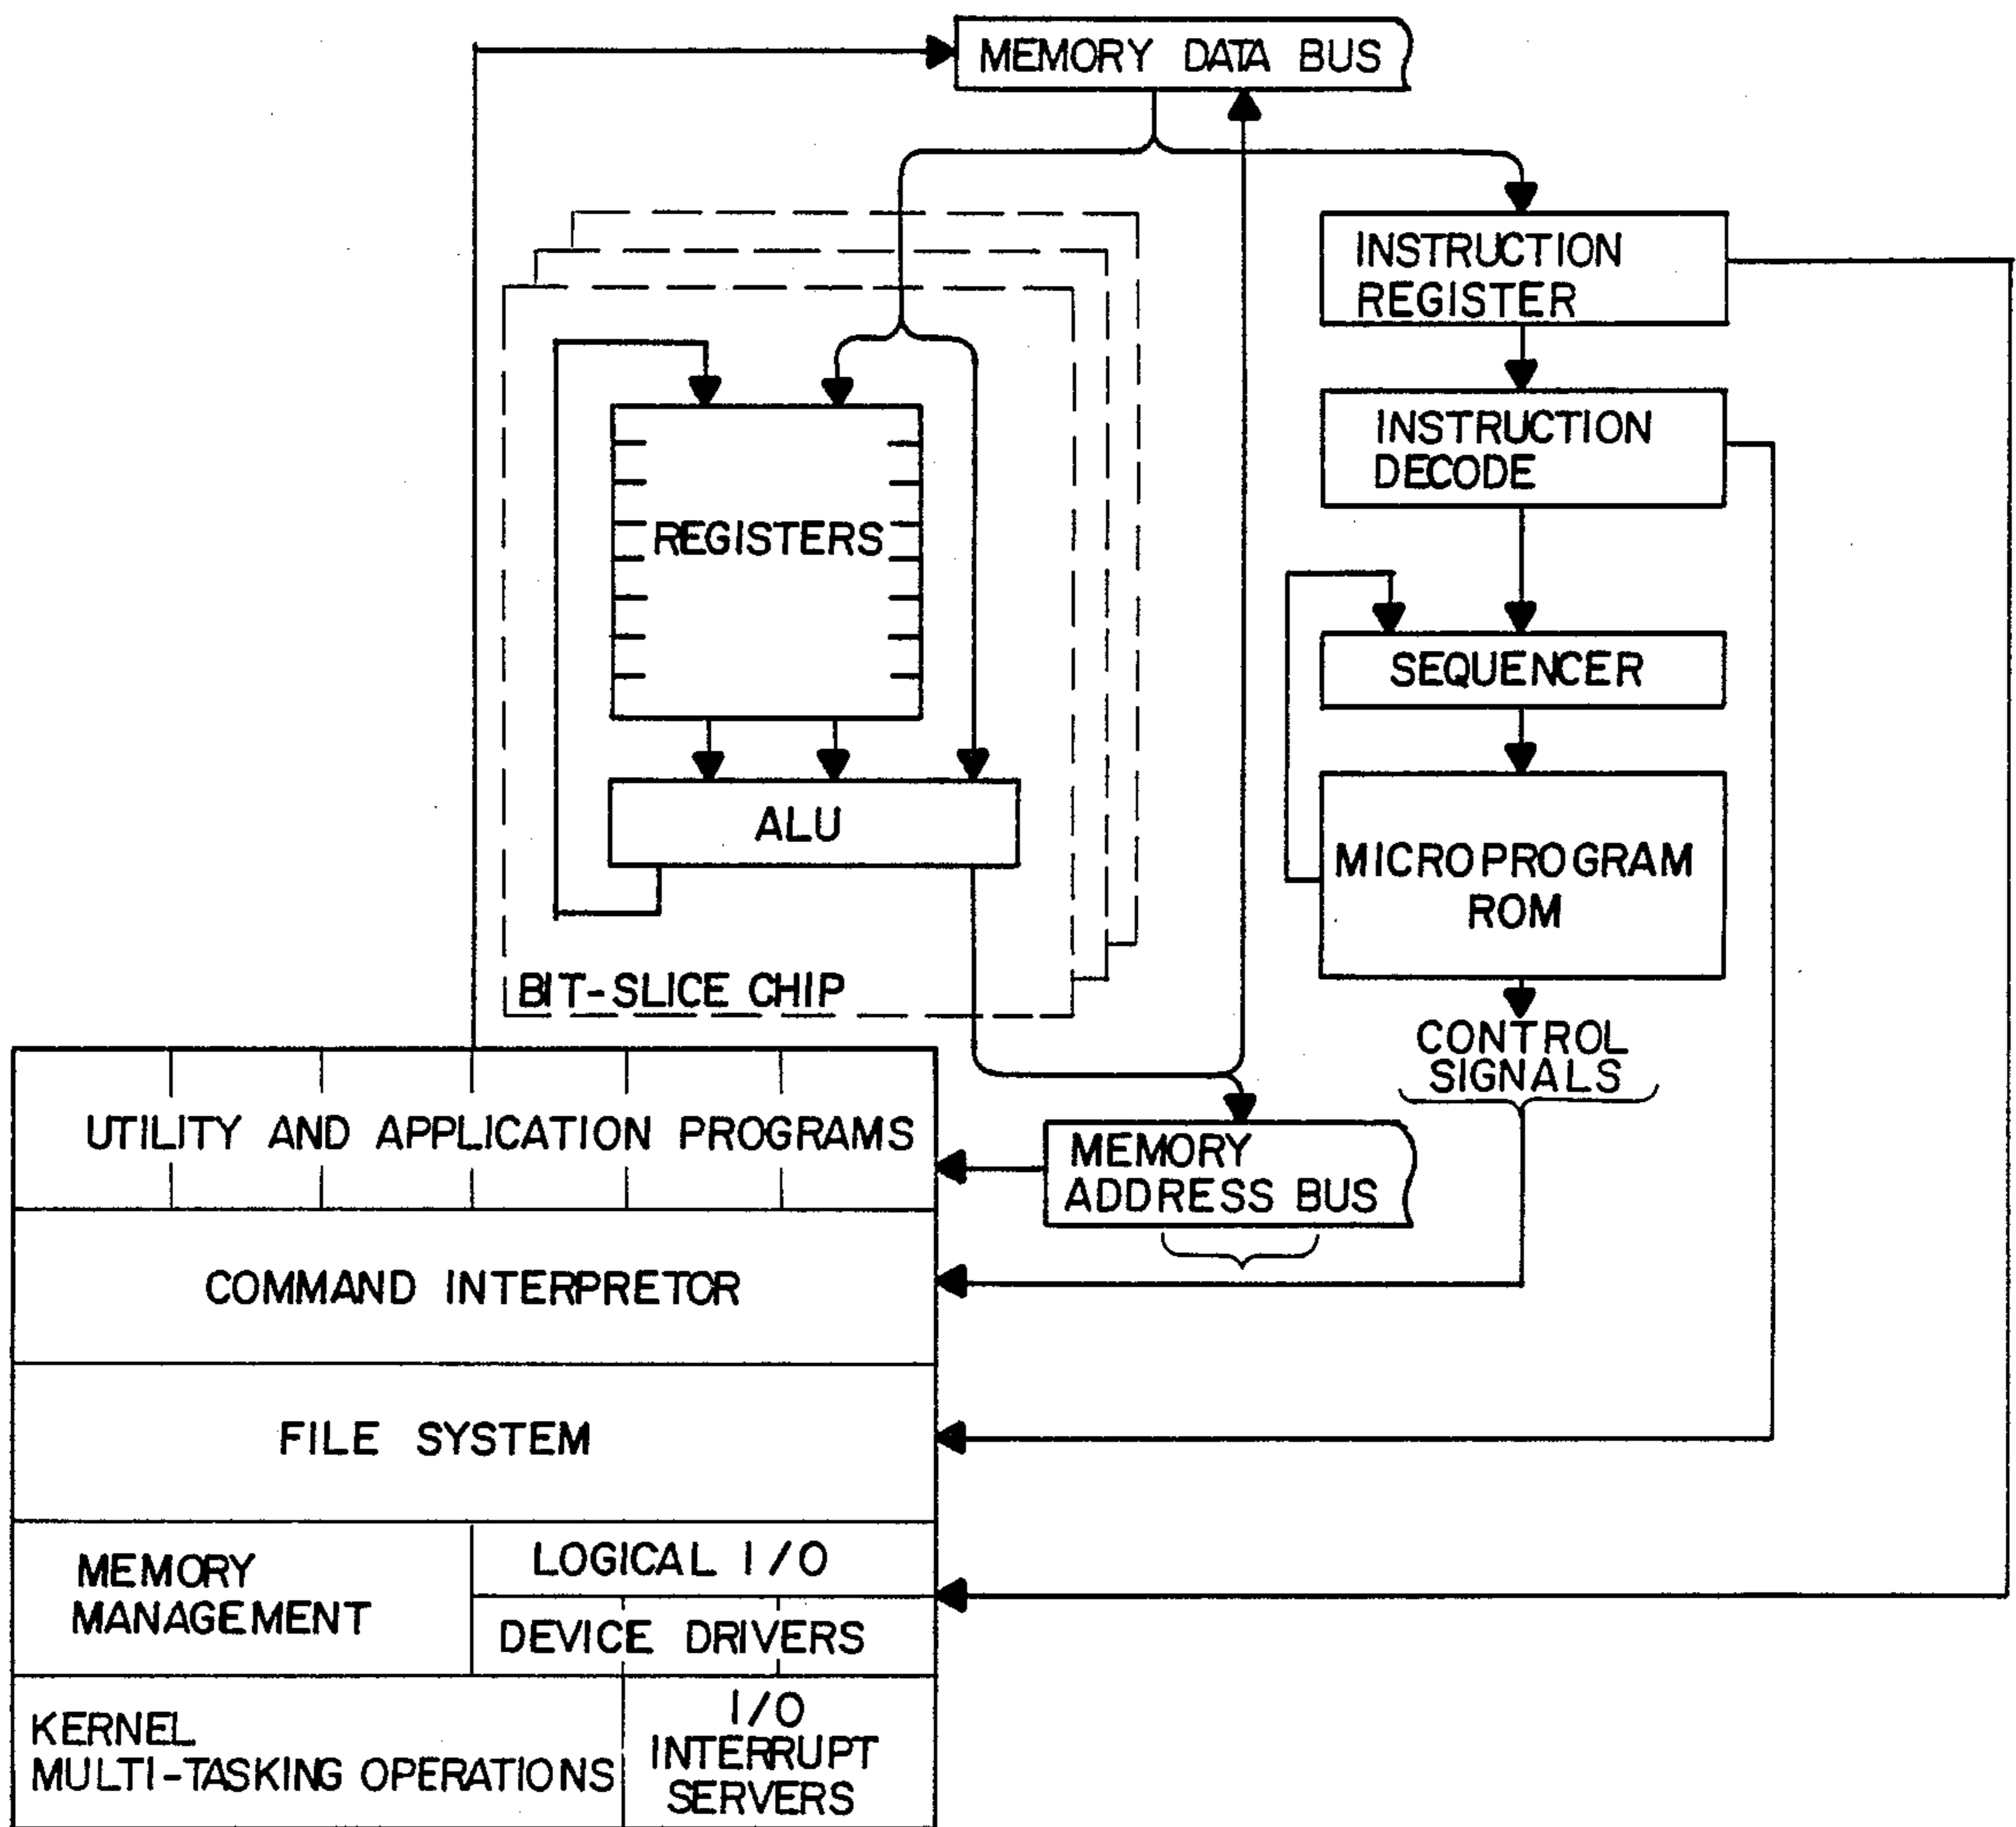 MEMORY DATA BUS
INSTRUCTION
REGISTER
INSTRUCTION
DECODE
REGISTERS
SEQUENCER
ALU
MICROPROGRAM
ROM
BIT-SLICE CHIP
CONTROL
SIGNALS
UTILITY AND APPLICATION PROGRAMS
MEMORY
ADDRESS BUS
COMMAND INTERPRETOR
FILE SYSTEM
MEMORY
MANAGEMENT
LOGICAL I/O
DEVICE DRIVERS
KERNEL
MULTI-TASKING OPERATIONS
I/O
INTERRUPT
SERVERS